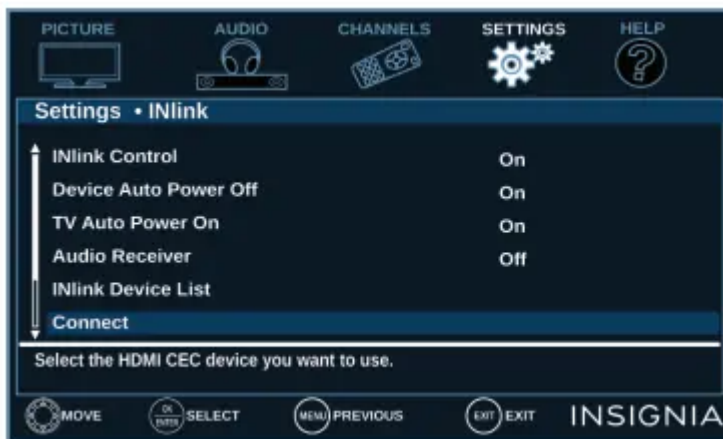 PICTURE AUDIO CHANNELS SETTINGS HELP
Settings • INlink
INlink Control On
Device Auto Power Off On
TV Auto Power On On
Audio Receiver Off
INlink Device List
Connect
Select the HDMI CEC device you want to use.
MOVE OK ENTER SELECT MENU PREVIOUS EXIT EXIT INSIGNIA